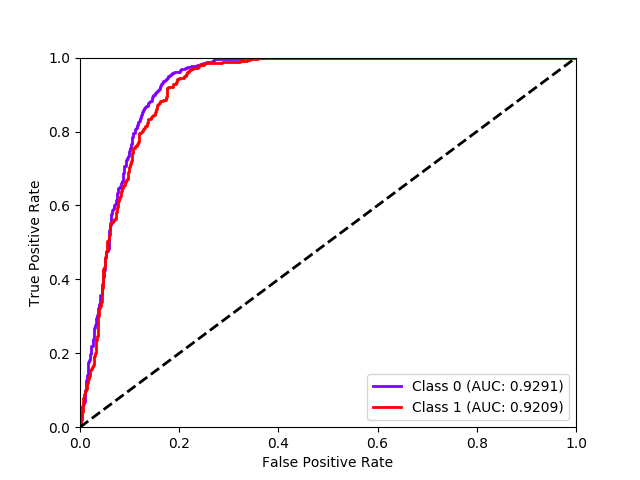 1.0
0.8
0.6
0.4
0.2
0.0
True Positive Rate
0.0 0.2 0.4 0.6 0.8 1.0
False Positive Rate
Class 0 (AUC: 0.9291)
Class 1 (AUC: 0.9209)